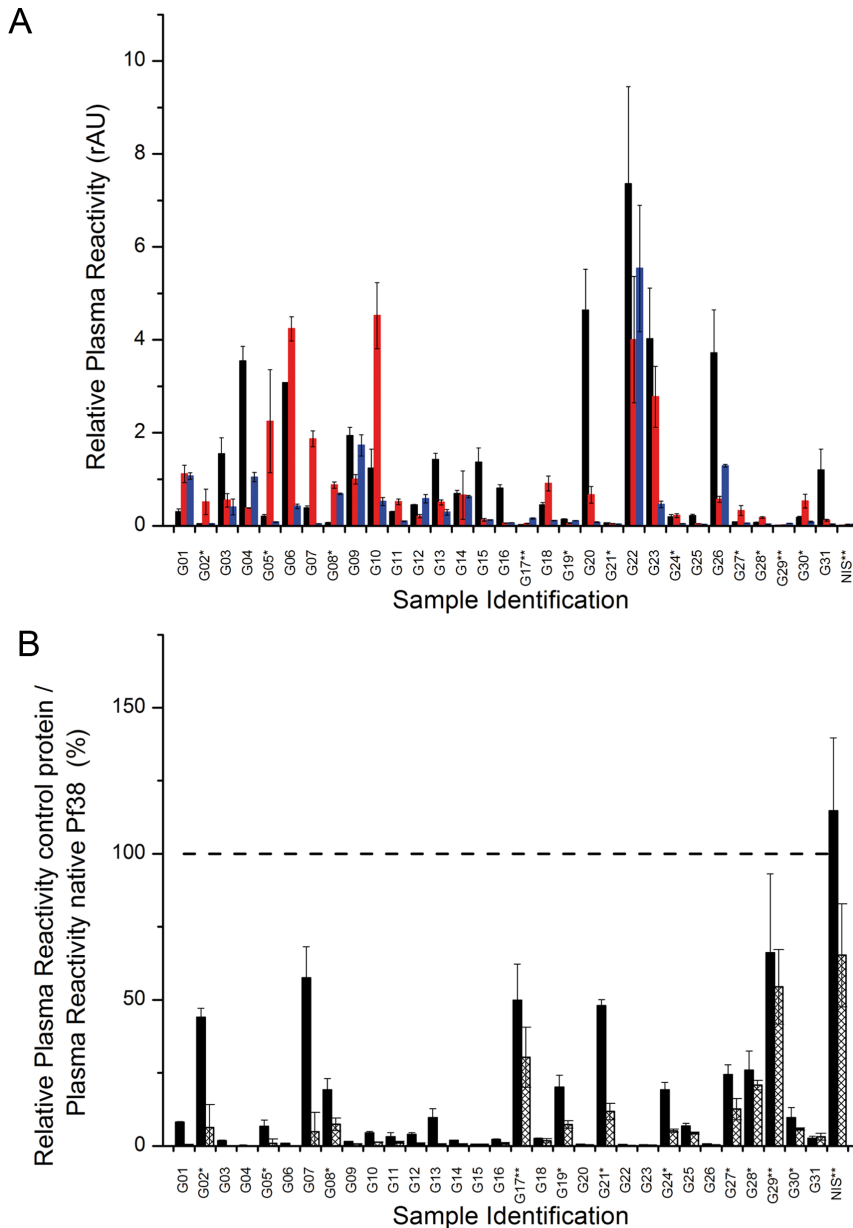 A
Relative Plasma Reactivity (rAU)
10
8
6
4
2
0
G01 G02* G03 G04 G05* G06 G07 G08* G09 G10 G11 G12 G13 G14 G15 G16 G17** G18 G19* G20 G21* G22 G23 G24* G25 G26 G27* G28* G29** G30* G31 NIS**
Sample Identification
B
Relative Plasma Reactivity control protein /
Plasma Reactivity native Pf38 (%)
150
100
50
0
G01 G02* G03 G04 G05* G06 G07 G08* G09 G10 G11 G12 G13 G14 G15 G16 G17** G18 G19* G20 G21* G22 G23 G24* G25 G26 G27* G28* G29** G30* G31 NIS**
Sample Identification